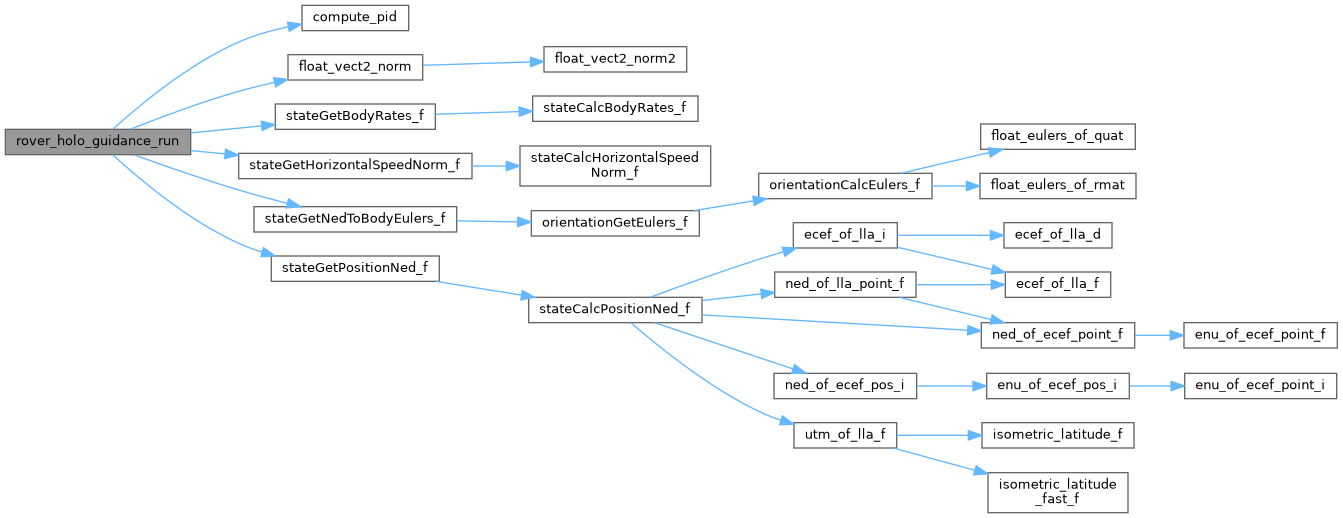 compute_pid
float_vect2_norm2
float_vect2_norm
stateCalcBodyRates_f
stateGetBodyRates_f
float_eulers_of_quat
rover_holo_guidance_run
stateCalcHorizontalSpeed
Norm_f
stateGetHorizontalSpeedNorm_f
orientationCalcEulers_f
float_eulers_of_rmat
stateGetNedToBodyEulers_f
orientationGetEulers_f
ecef_of_lla_i
ecef_of_lla_d
stateGetPositionNed_f
ned_of_lla_point_f
ecef_of_lla_f
stateCalcPositionNed_f
ned_of_ecef_point_f
enu_of_ecef_point_f
ned_of_ecef_pos_i
enu_of_ecef_pos_i
enu_of_ecef_point_i
utm_of_lla_f
isometric_latitude_f
isometric_latitude
_fast_f